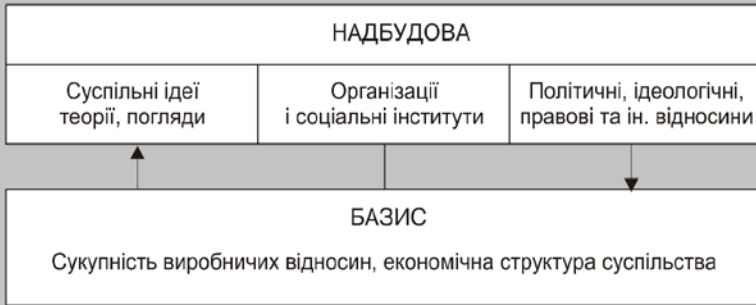 НАДБУДОВА
Суспільні ідеї
теорії, погляди
Організації
і соціальні інститути
Політичні, ідеологічні,
правові та ін. відносини
БАЗИС
Сукупність виробничих відносин, економічна структура суспільства